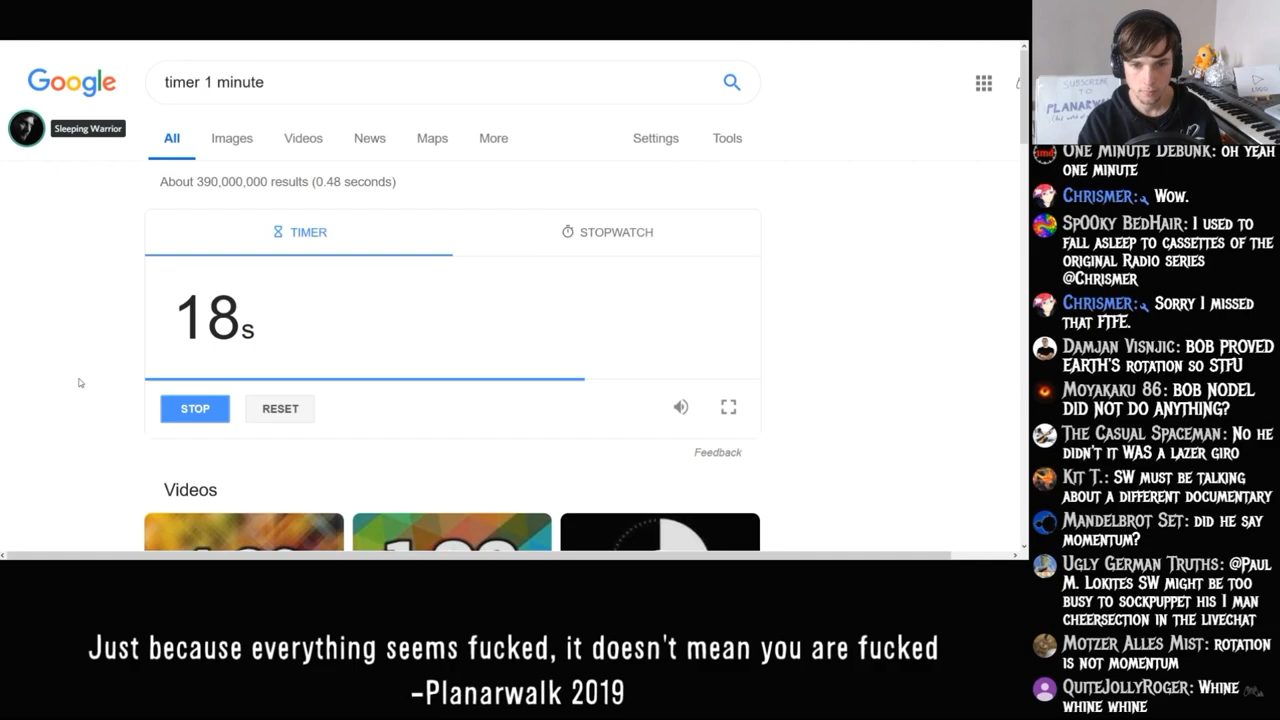 Google
timer 1 minute
Sleeping Warrior
All Images Videos News Maps More Settings Tools
About 390,000,000 results (0.48 seconds)
TIMER STOPWATCH
18s
STOP RESET
Feedback
Videos
Just because everything seems fucked, it doesn't mean you are fucked
-Planarwalk 2019
SUBSCRIBE
TO
One Minute Debunk: oh yeah
one minute
Chrismer: Wow.
Sp00ky BedHair: I used to
fall asleep to cassettes of the
original Radio series
@Chrismer
Chrismer: Sorry I missed
that FTFE.
Damjan Visnjic: BOB PROVED
EARTH'S ROTATION SO STFU
Moyakaku 86: BOB NODEL
DID NOT DO ANYTHING?
The Casual Spaceman: No he
didn't it WAS a lazer giro
Kit T.: SW must be talking
about a different documentary
Mandelbrot Set: did he say
momentum?
Ugly German Truths: @Paul
M. Lokites SW might be too
busy to sockpuppet his 1 man
cheersection in the livechat
Motzer Alles Mist: rotation
is not momentum
QuiteJollyRoger: Whine
whine whine